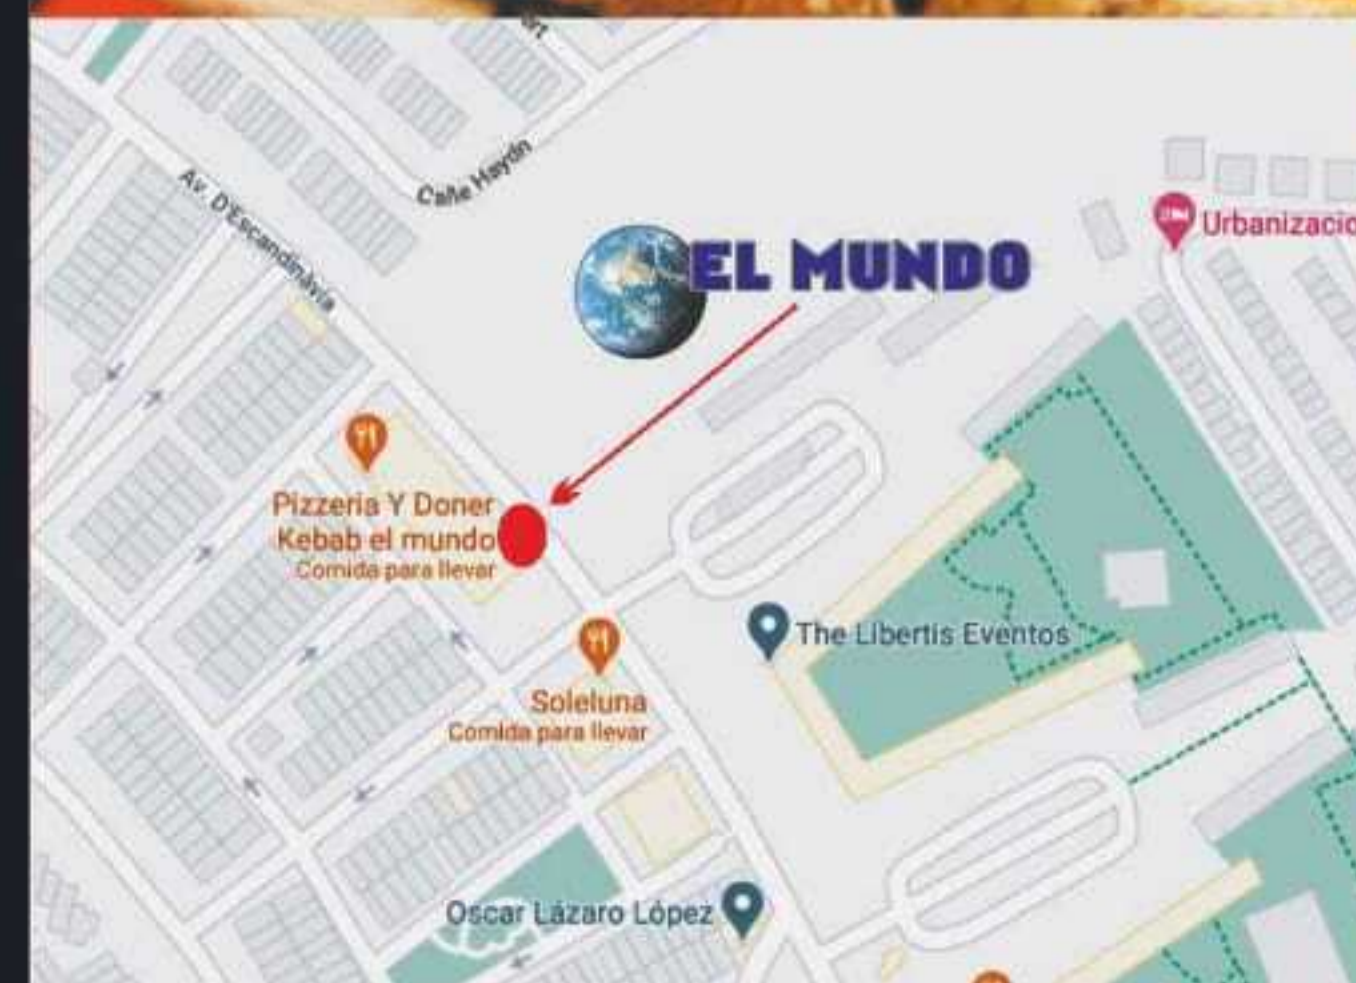 Calle Haydn
Av. D'Escandinàvia
EL MUNDO
Pizzeria Y Doner
Kebab el mundo
Comida para llevar
The Libertis Eventos
Soleluna
Comida para llevar
Oscar Lázaro López